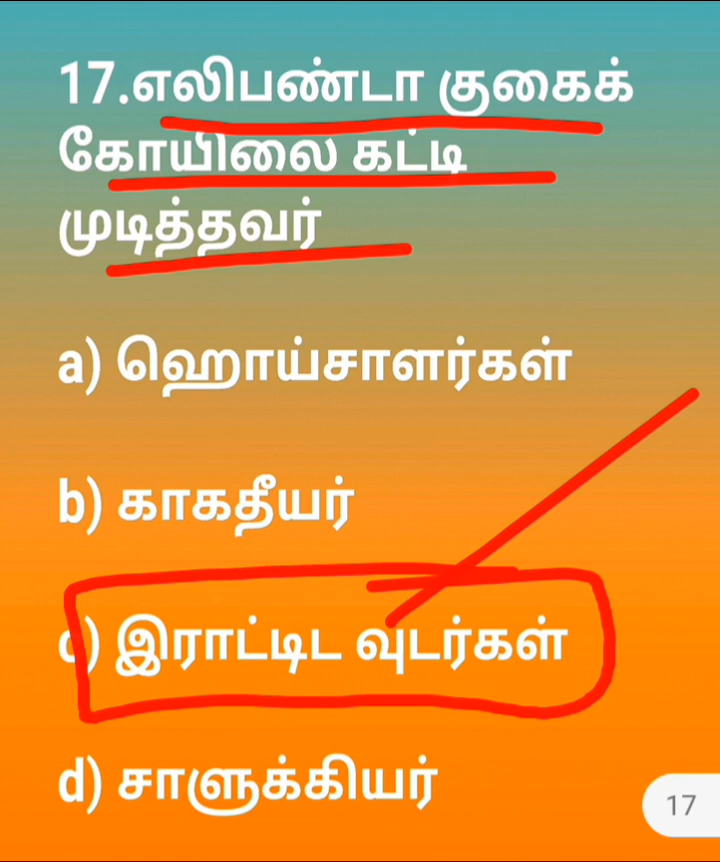 17.எலிபண்டா குகைக்
கோயிலை கட்டி
முடித்தவர்
a) ஹொய்சாளர்கள்
b) காகதீயர்
c) இராட்டிட வுடர்கள்
d) சாளுக்கியர்
17